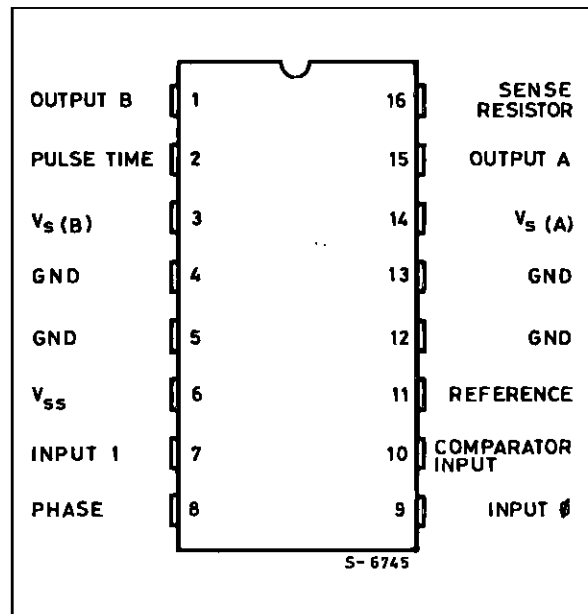 OUTPUT B 1 16 SENSE
RESISTOR
PULSE TIME 2 15 OUTPUT A
Vs (B) 3 14 Vs (A)
GND 4 13 GND
GND 5 12 GND
Vss 6 11 REFERENCE
INPUT 1 7 10 COMPARATOR
INPUT
PHASE 8 9 INPUT 0
S-6745